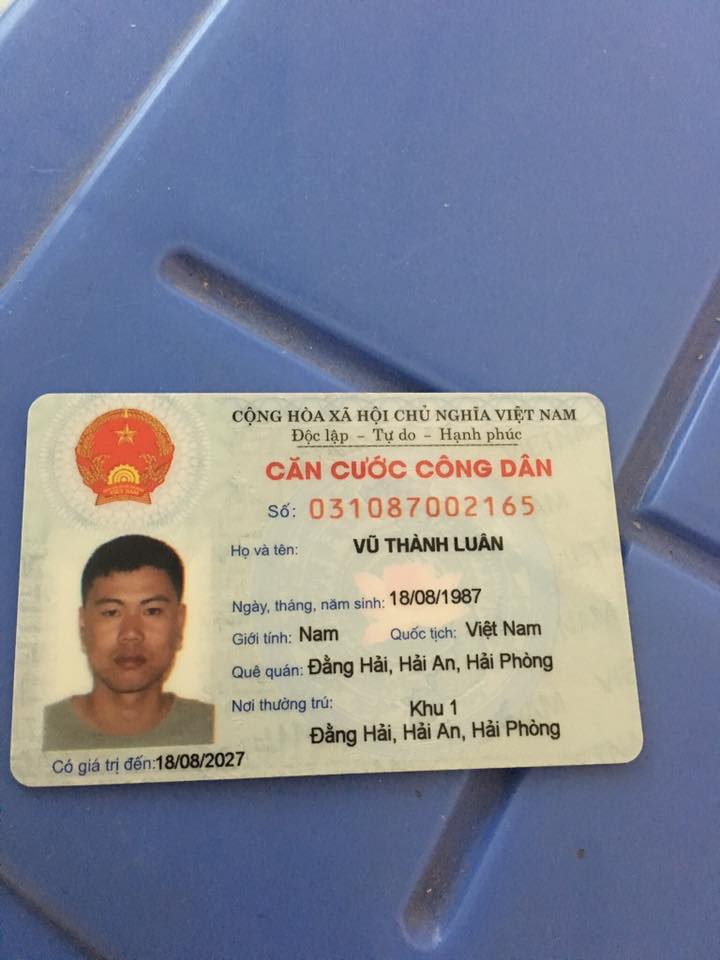 CỘNG HÒA XÃ HỘI CHỦ NGHĨA VIỆT NAM
Độc lập - Tự do - Hạnh phúc
CĂN CƯỚC CÔNG DÂN
Số: 031087002165
Họ và tên: VŨ THÀNH LUÂN
Ngày, tháng, năm sinh: 18/08/1987
Giới tính: Nam Quốc tịch: Việt Nam
Quê quán: Đằng Hải, Hải An, Hải Phòng
Nơi thường trú: Khu 1
Đằng Hải, Hải An, Hải Phòng
Có giá trị đến: 18/08/2027